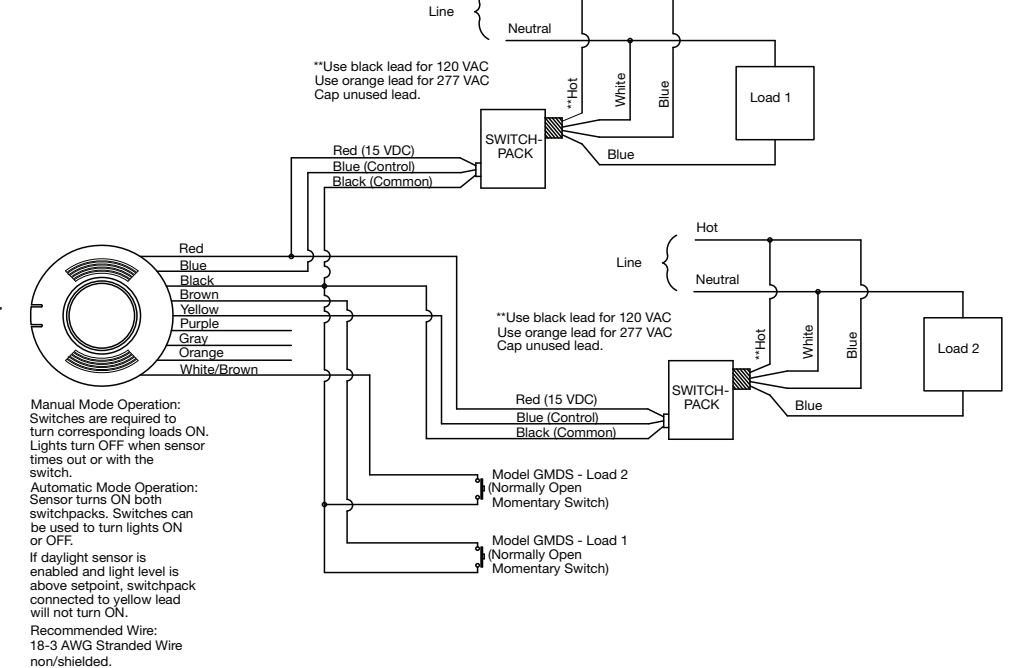 Line
Neutral
**Use black lead for 120 VAC
Use orange lead for 277 VAC
Cap unused lead.
**Hot
White
Blue
Load 1
SWITCH-
PACK
Blue
Red (15 VDC)
Blue (Control)
Black (Common)
Hot
Line
Neutral
Red
Blue
Black
Brown
Yellow
Purple
Gray
Orange
White/Brown
**Use black lead for 120 VAC
Use orange lead for 277 VAC
Cap unused lead.
**Hot
White
Blue
Load 2
SWITCH-
PACK
Blue
Red (15 VDC)
Blue (Control)
Black (Common)
Manual Mode Operation:
Switches are required to
turn corresponding loads ON.
Lights turn OFF when sensor
times out or with the
switch.
Automatic Mode Operation:
Sensor turns ON both
switchpacks. Switches can
be used to turn lights ON
or OFF.
If daylight sensor is
enabled and light level is
above setpoint, switchpack
connected to yellow lead
will not turn ON.
Recommended Wire:
18-3 AWG Stranded Wire
non/shielded.
Model GMDS - Load 2
(Normally Open
Momentary Switch)
Model GMDS - Load 1
(Normally Open
Momentary Switch)